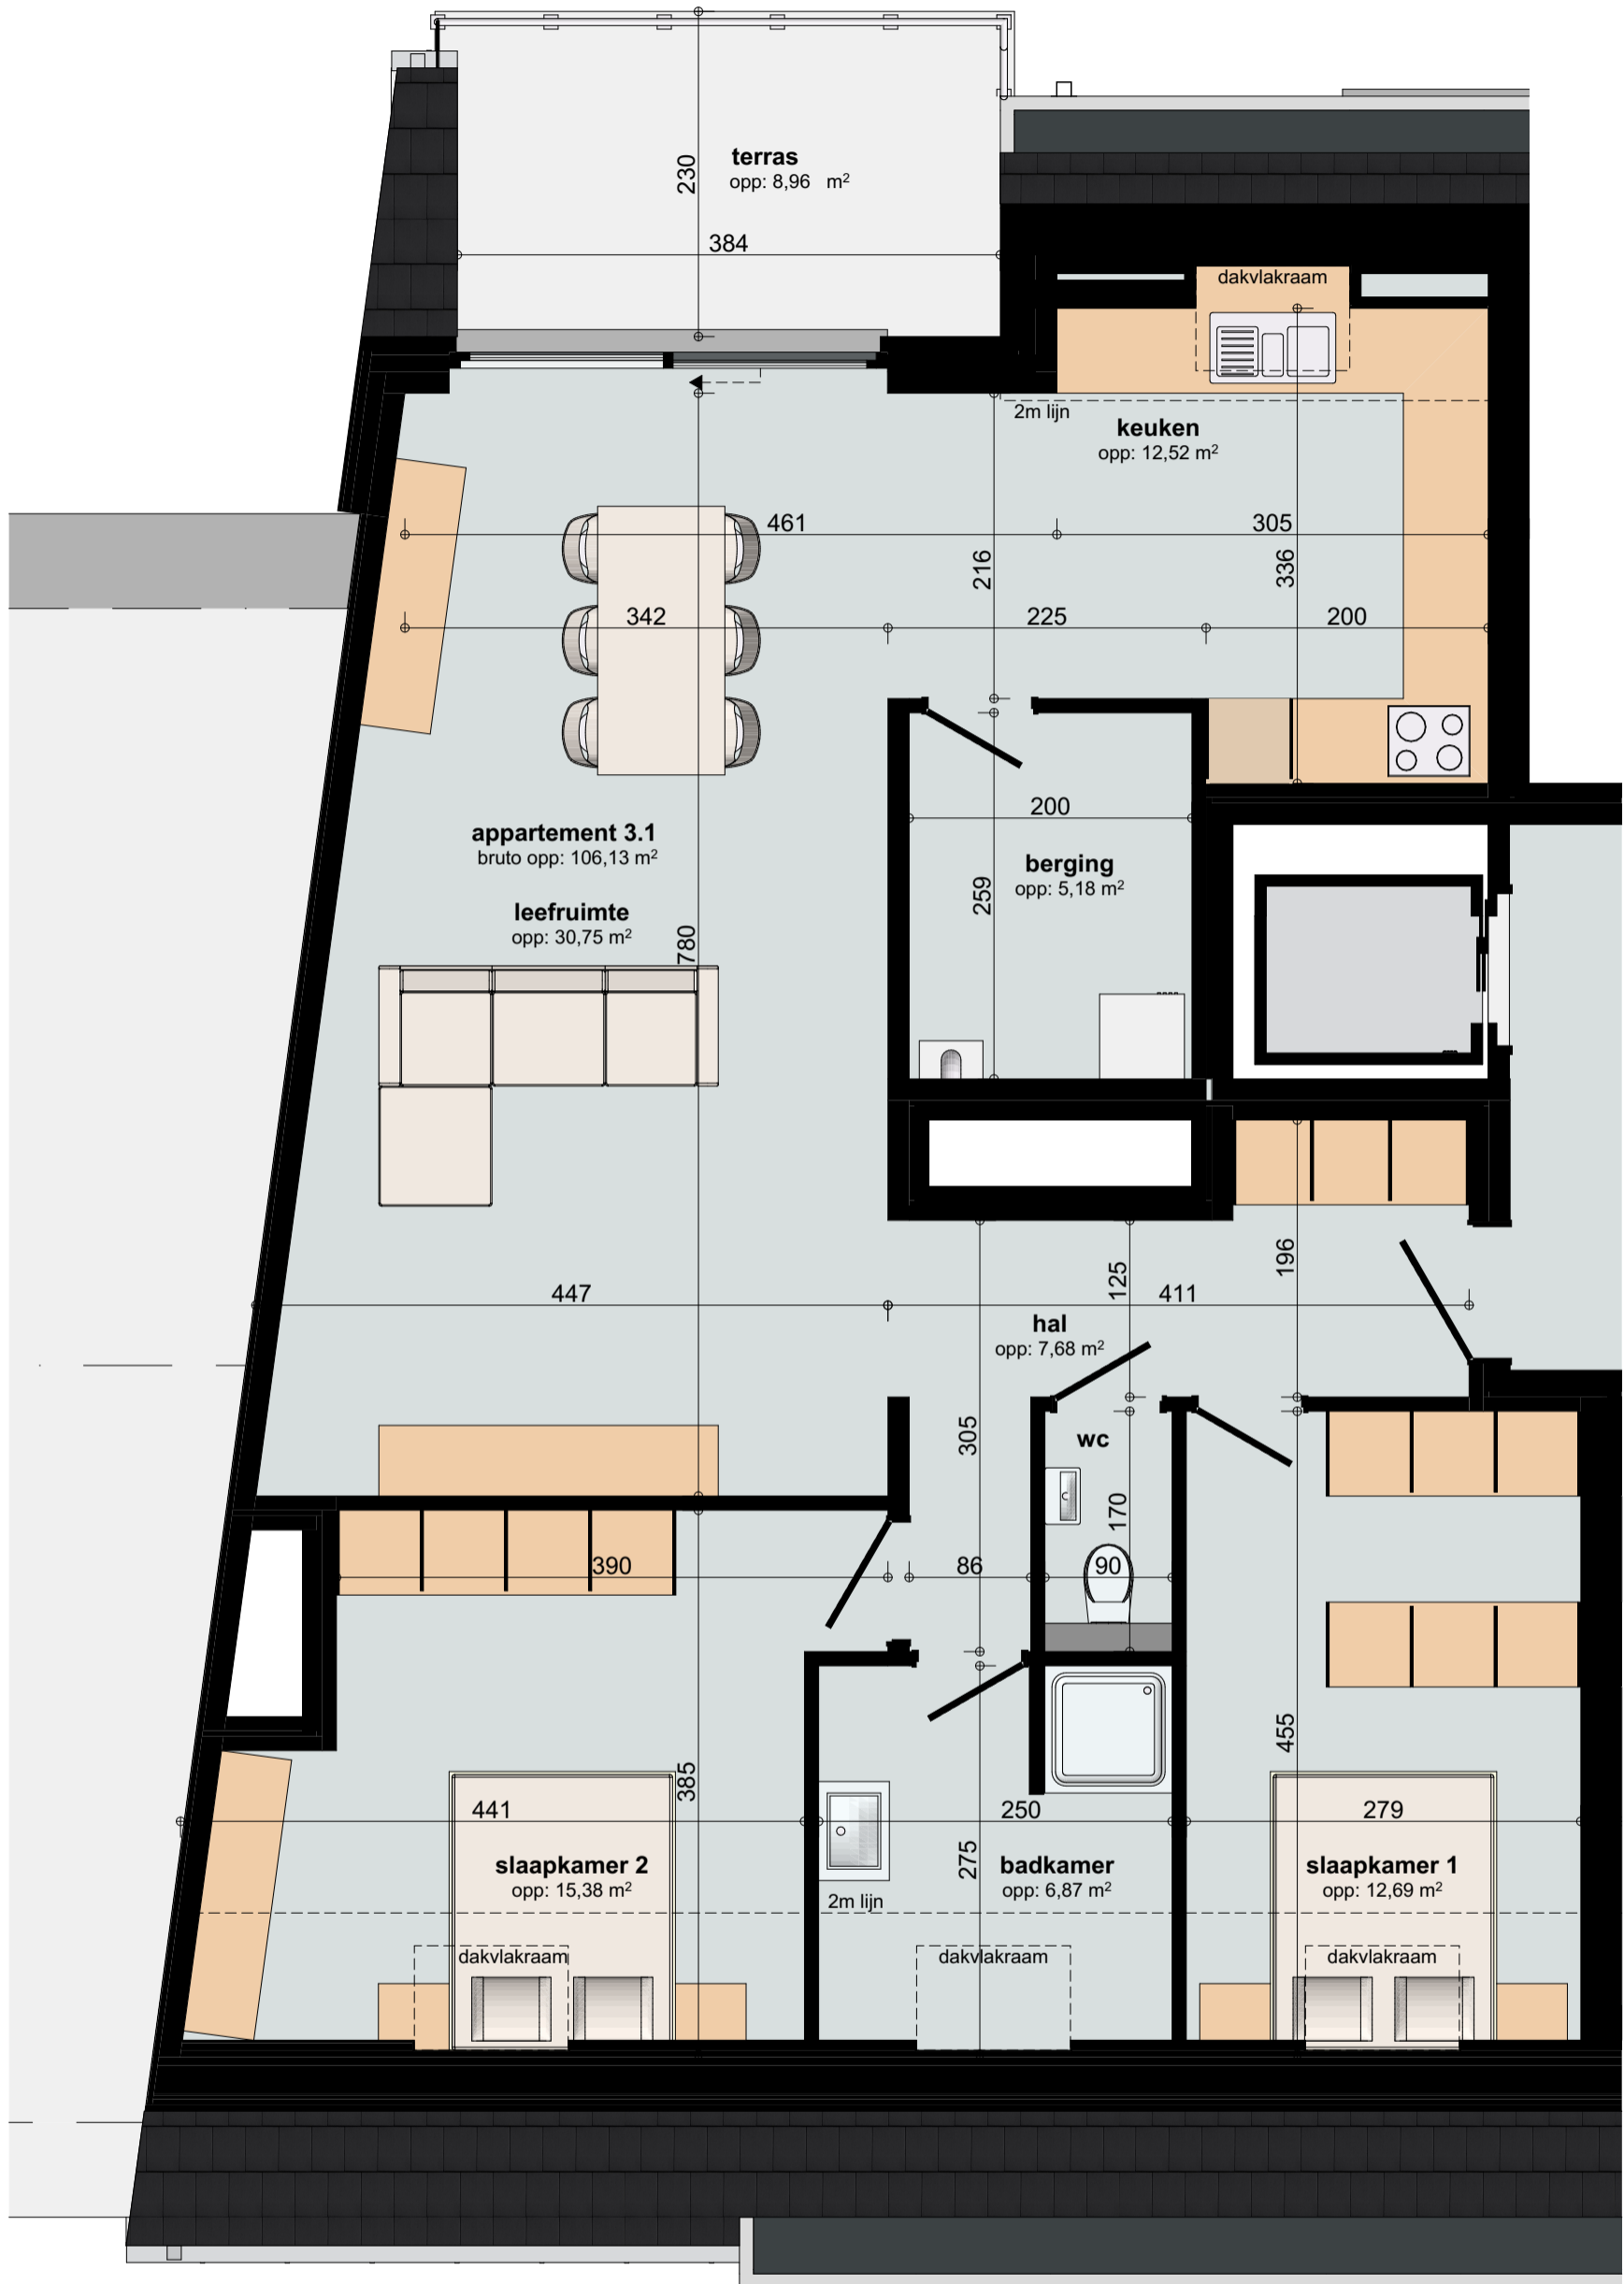 terras
opp: 8,96 m²
230
384
dakvlakraam
2m lijn
keuken
opp: 12,52 m²
461
305
216
336
342
225
200
200
appartement 3.1
bruto opp: 106,13 m²
berging
opp: 5,18 m²
259
leefruimte
opp: 30,75 m²
780
196
125
447
411
hal
opp: 7,68 m²
305
wc
170
390
86
90
455
385
441
250
279
275
slaapkamer 2
opp: 15,38 m²
badkamer
opp: 6,87 m²
slaapkamer 1
opp: 12,69 m²
2m lijn
dakvlakraam
dakvlakraam
dakvlakraam